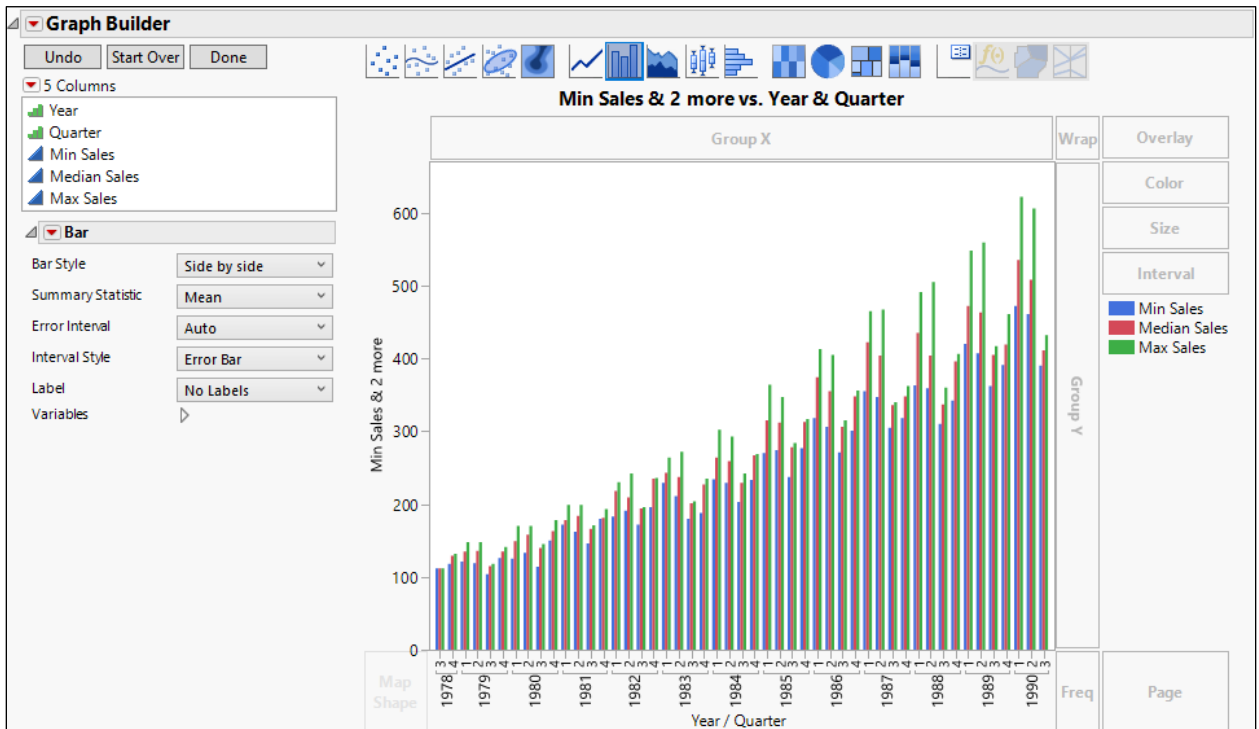 Graph Builder
Undo Start Over Done
5 Columns
Year
Quarter
Min Sales
Median Sales
Max Sales
Bar
Bar Style Side by side
Summary Statistic Mean
Error Interval Auto
Interval Style Error Bar
Label No Labels
Variables
f(•)
Min Sales & 2 more vs. Year & Quarter
Group X
Wrap
Overlay
Color
Size
Interval
Min Sales
Median Sales
Max Sales
Group Y
Min Sales & 2 more
600
500
400
300
200
100
0
3 4 1 2 3 4 1 2 3 4 1 2 3 4 1 2 3 4 1 2 3 4 1 2 3 4 1 2 3 4 1 2 3 4 1 2 3 4 1 2 3 4 1 2 3 4 1 2 3
1978 1979 1980 1981 1982 1983 1984 1985 1986 1987 1988 1989 1990
Year / Quarter
Map
Shape
Freq
Page